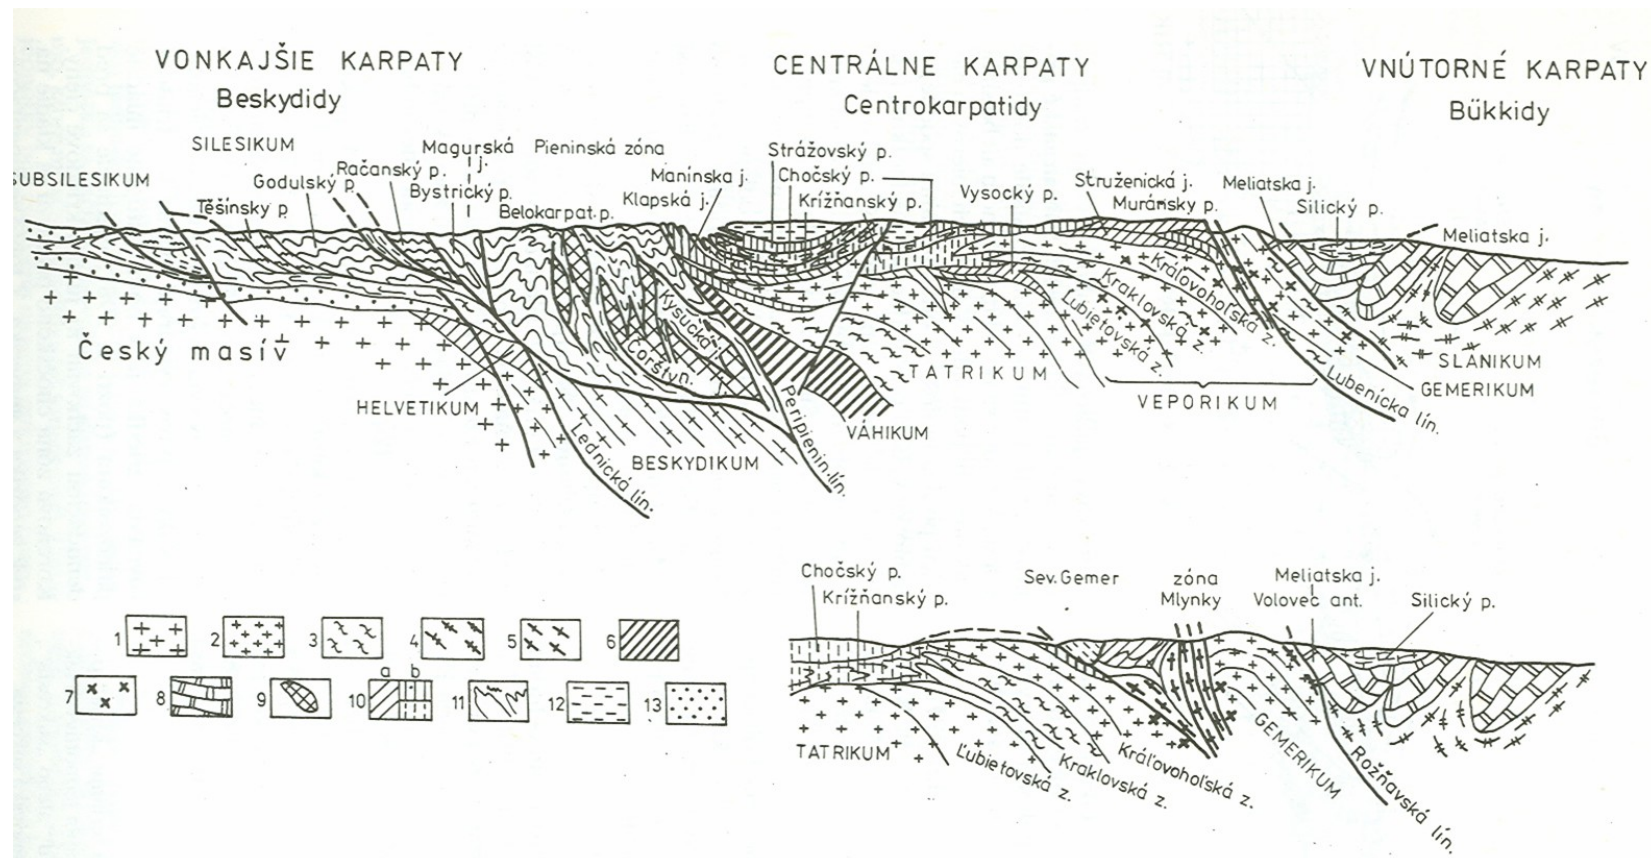 VONKAJŠIE KARPATY
Beskydidy
CENTRÁLNE KARPATY
Centrokarpatidy
VNÚTORNÉ KARPATY
Bükkidy
SUBSILESIKUM
SILESIKUM
Těšínsky p.
Godulský p.
Račanský p.
Magurská
j.
Bystrický p.
Pieninská zóna
Belokarpat. p.
Manínska j.
Klapská j.
Strážovský p.
Chočský p.
Krížňanský p.
Vysocký p.
Struženická j.
Muránsky p.
Meliatska j.
Silický p.
Meliatska j.
Český masív
HELVETIKUM
Lednická lín.
BESKYDIKUM
Kysucká
Čorštyn.
Peripienin. lín.
VÁHIKUM
TATRIKUM
Ľubietovská z.
Kraklovská z.
Kráľovohoľská z.
VEPORIKUM
Lubenícka lín.
GEMERIKUM
SLANIKUM
1
2
3
4
5
6
7
8
9
10
a
b
11
12
13
Chočský p.
Krížňanský p.
Sev. Gemer
zóna
Mlynky
Meliatska j.
Volovec ant.
Silický p.
TATRIKUM
Ľubietovská z.
Kraklovská z.
Kráľovohoľská z.
GEMERIKUM
Rožňavská lín.